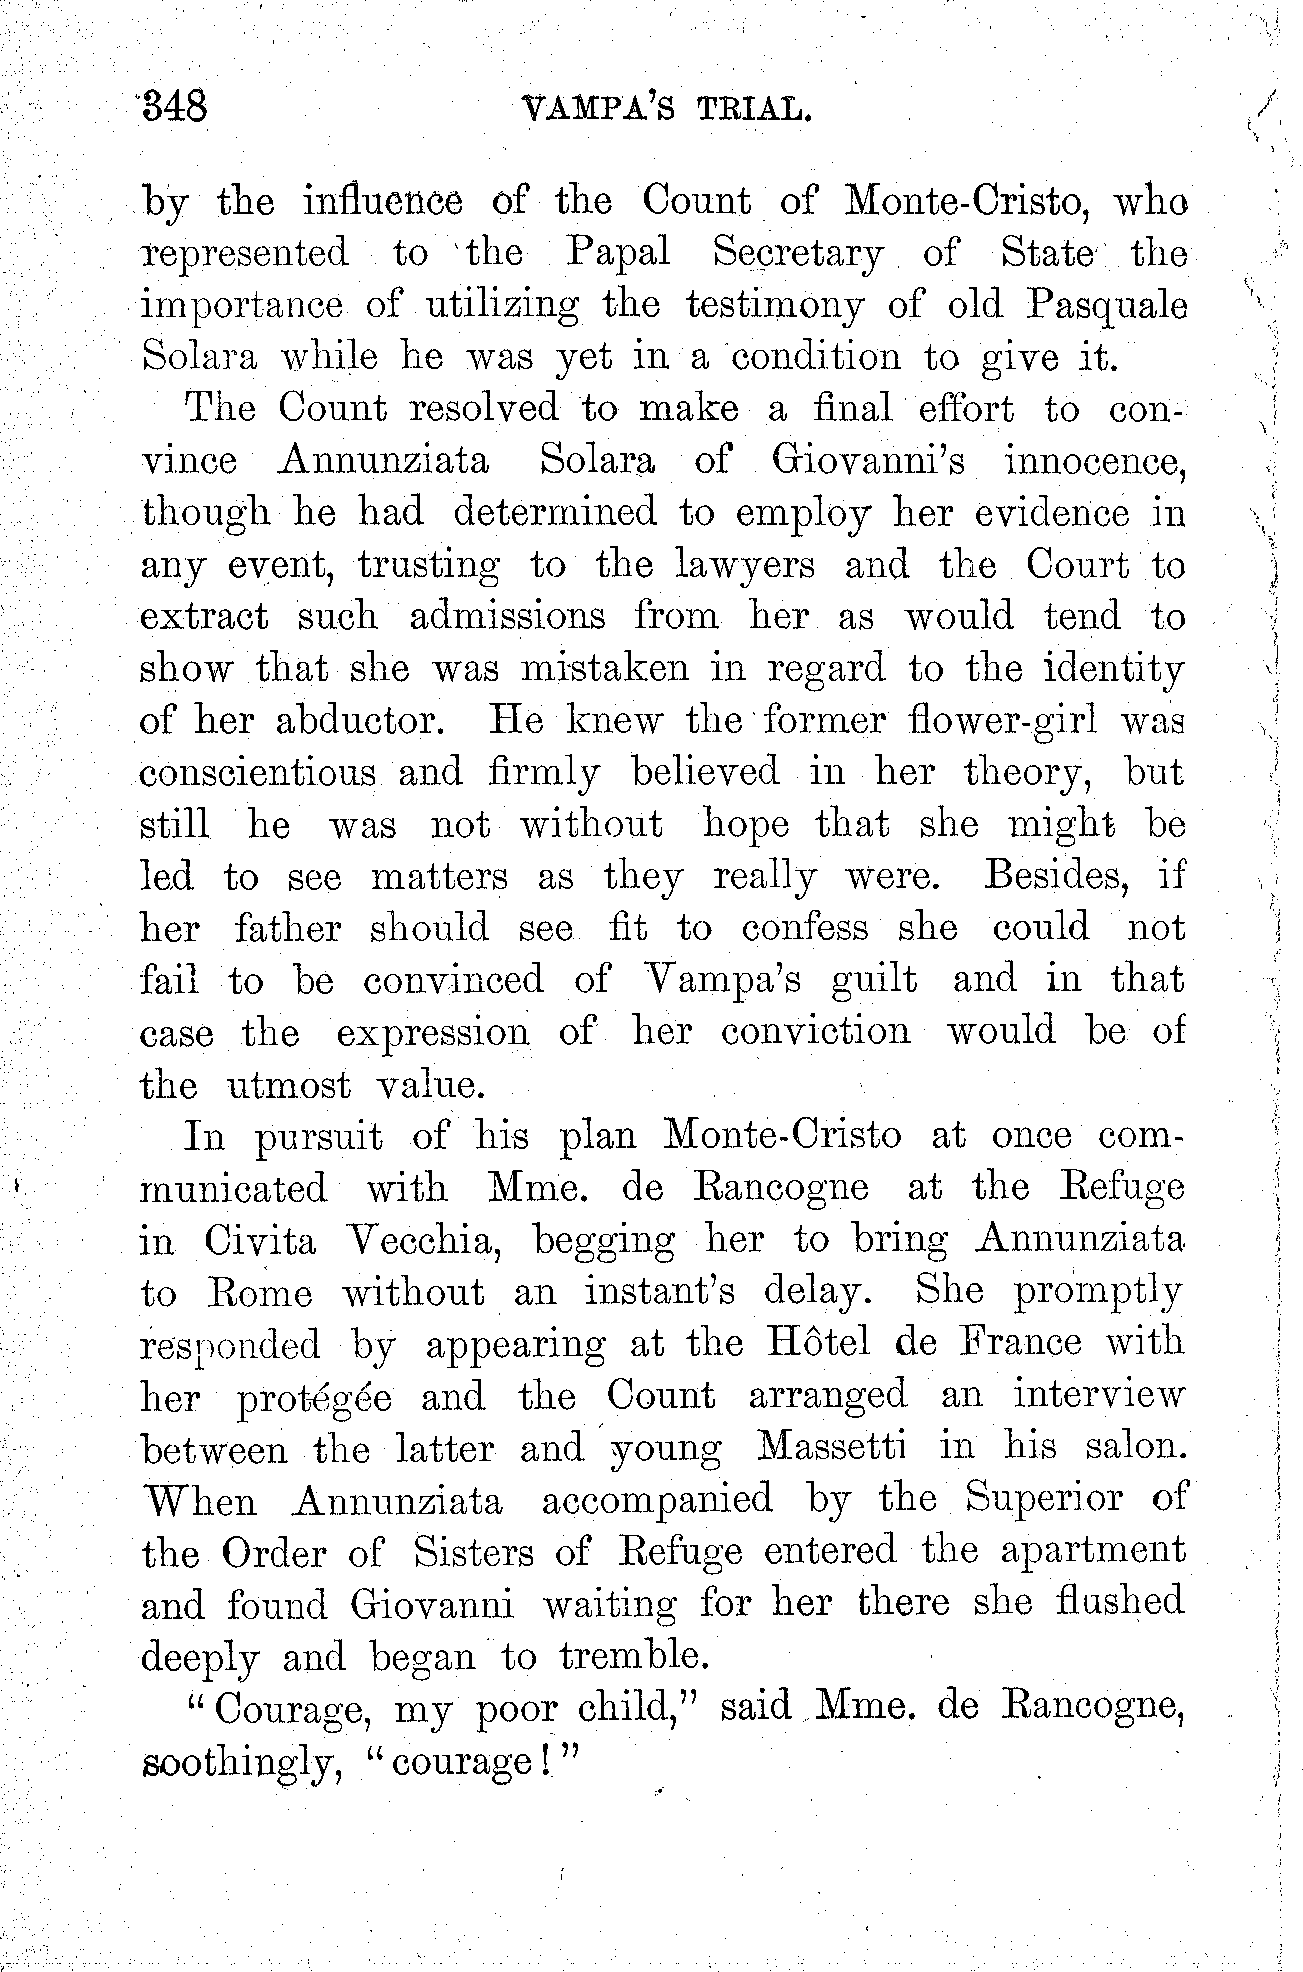 348 VAMPA'S TRIAL.
by the influence of the Count of Monte-Cristo, who
represented to the Papal Secretary of State the
importance of utilizing the testimony of old Pasquale
Solara while he was yet in a condition to give it.
The Count resolved to make a final effort to con-
vince Annunziata Solara of Giovanni's innocence,
though he had determined to employ her evidence in
any event, trusting to the lawyers and the Court to
extract such admissions from her as would tend to
show that she was mistaken in regard to the identity
of her abductor. He knew the former flower-girl was
conscientious and firmly believed in her theory, but
still he was not without hope that she might be
led to see matters as they really were. Besides, if
her father should see fit to confess she could not
fail to be convinced of Vampa's guilt and in that
case the expression of her conviction would be of
the utmost value.
In pursuit of his plan Monte-Cristo at once com-
municated with Mme. de Rancogne at the Refuge
in Civita Vecchia, begging her to bring Annunziata
to Rome without an instant's delay. She promptly
responded by appearing at the Hôtel de France with
her protégée and the Count arranged an interview
between the latter and young Massetti in his salon.
When Annunziata accompanied by the Superior of
the Order of Sisters of Refuge entered the apartment
and found Giovanni waiting for her there she flushed
deeply and began to tremble.
"Courage, my poor child," said Mme. de Rancogne,
soothingly, "courage!"